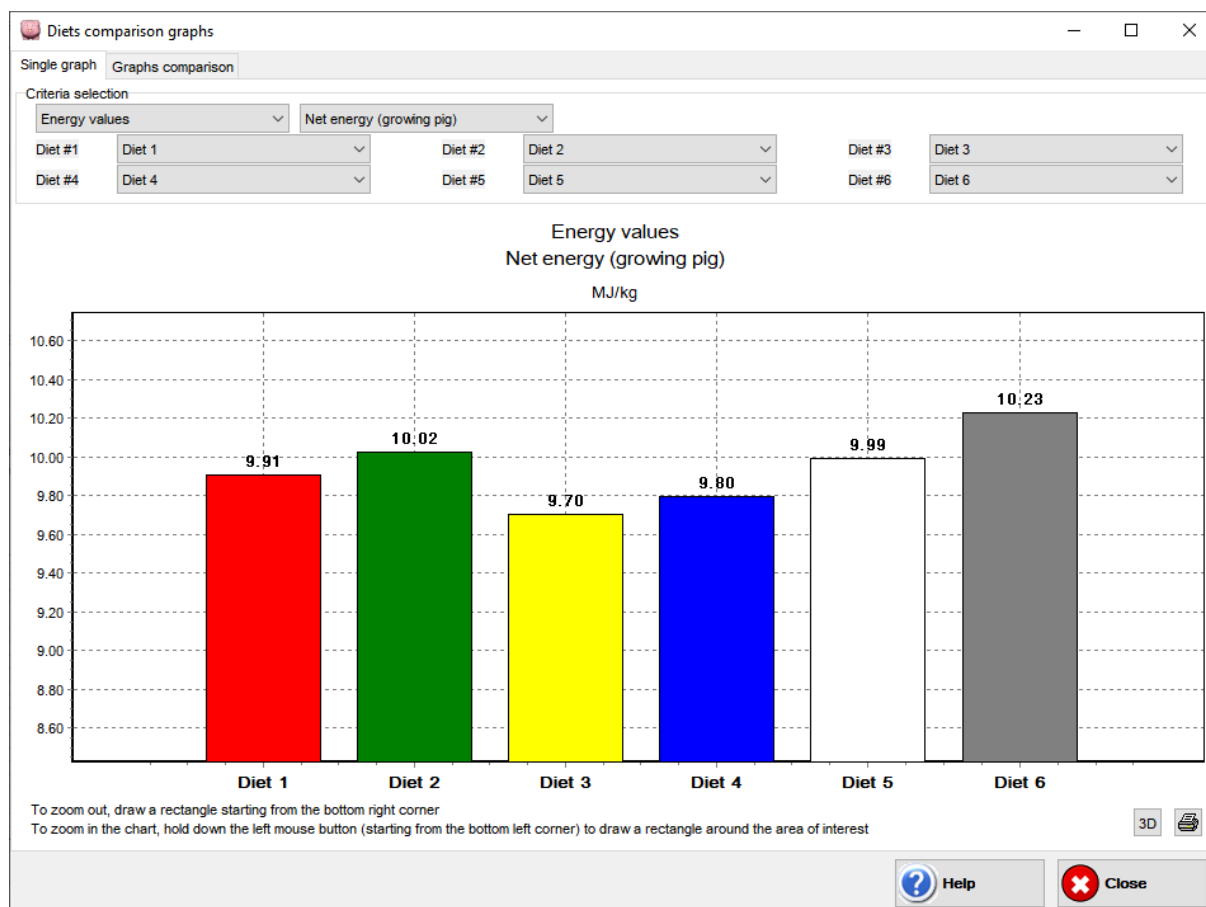 Diets comparison graphs
Single graph Graphs comparison
Criteria selection
Energy values Net energy (growing pig)
Diet #1 Diet 1 Diet #2 Diet 2 Diet #3 Diet 3
Diet #4 Diet 4 Diet #5 Diet 5 Diet #6 Diet 6
Energy values
Net energy (growing pig)
MJ/kg
10.60
10.40
10.20
10.00
9.80
9.60
9.40
9.20
9.00
8.80
8.60
9.91
10.02
9.70
9.80
9.99
10.23
Diet 1 Diet 2 Diet 3 Diet 4 Diet 5 Diet 6
To zoom out, draw a rectangle starting from the bottom right corner
To zoom in the chart, hold down the left mouse button (starting from the bottom left corner) to draw a rectangle around the area of interest
3D
Help Close